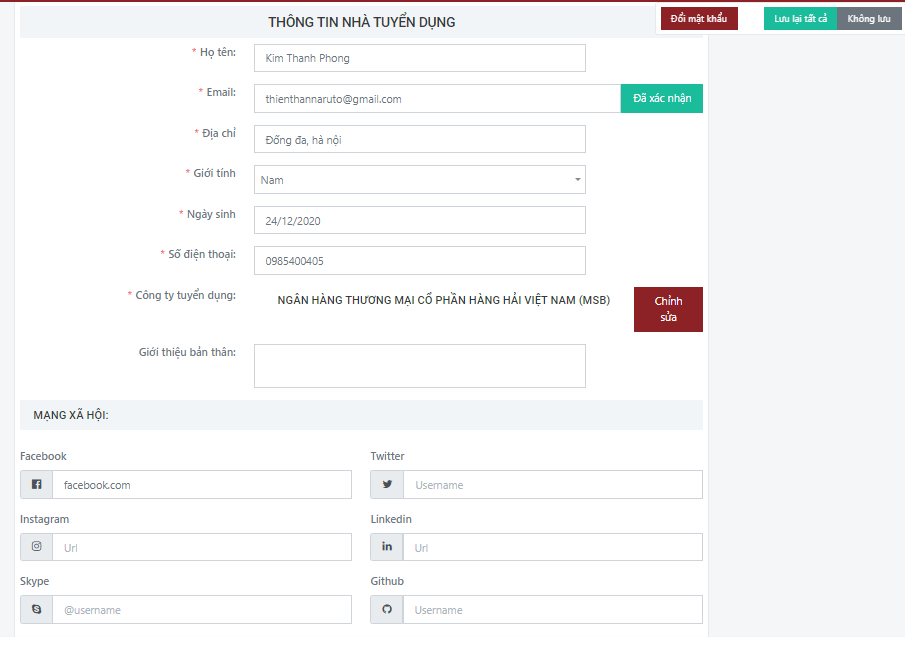 THÔNG TIN NHÀ TUYỂN DỤNG
Đổi mật khẩu
Lưu lại tất cả
Không lưu
* Họ tên:
Kim Thanh Phong
* Email:
thienthannaruto@gmail.com
Đã xác nhận
* Địa chỉ
Đống đa, hà nội
* Giới tính
Nam
* Ngày sinh
24/12/2020
* Số điện thoại:
0985400405
* Công ty tuyển dụng:
NGÂN HÀNG THƯƠNG MẠI CỔ PHẦN HÀNG HẢI VIỆT NAM (MSB)
Chỉnh
sửa
Giới thiệu bản thân:
MẠNG XÃ HỘI:
Facebook
Twitter
facebook.com
Username
Instagram
Linkedin
Url
Url
Skype
Github
@username
Username